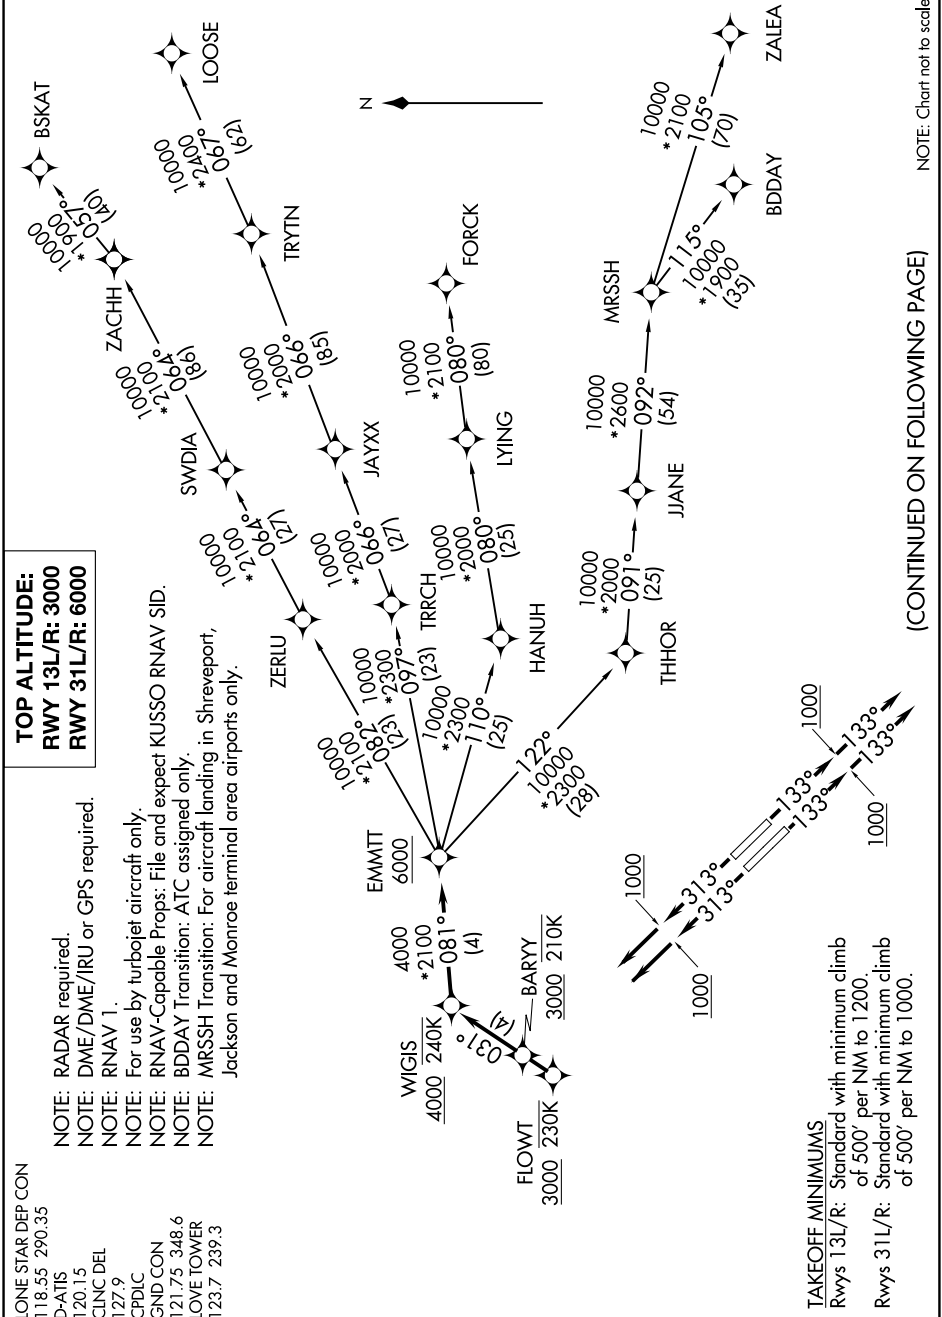 LONE STAR DEP CON
118.55 290.35
D-ATIS
120.15
CLNC DEL
127.9
CPDLC
GND CON
121.75 348.6
LOVE TOWER
123.7 239.3
TOP ALTITUDE:
RWY 13L/R: 3000
RWY 31L/R: 6000
NOTE: RADAR required.
NOTE: DME/DME/IRU or GPS required.
NOTE: RNAV 1.
NOTE: For use by turbojet aircraft only.
NOTE: RNAV-Capable Props: File and expect KUSSO RNAV SID.
NOTE: BDDAY Transition: ATC assigned only.
NOTE: MRSSH Transition: For aircraft landing in Shreveport,
Jackson and Monroe terminal area airports only.
BSKAT
10000
*1900
057°
(40)
ZACHH
10000
*2100
064°
(86)
SWDIA
10000
*2100
064°
(27)
ZERLU
10000
*2100
082°
(23)
LOOSE
10000
*2400
067°
(62)
TRYTN
10000
*2000
066°
(85)
JAYXX
10000
*2000
066°
(27)
TRRCH
10000
*2300
097°
(23)
N
FORCK
10000
*2100
080°
(80)
LYING
10000
*2000
080°
(25)
HANUH
10000
*2300
110°
(25)
EMMTT
6000
4000
*2100
081°
(4)
WIGIS
4000 240K
031°
(4)
BARYY
3000 210K
FLOWT
3000 230K
122°
10000
*2300
(28)
THHOR
10000
*2000
091°
(25)
JJANE
10000
*2600
092°
(54)
MRSSH
115°
10000
*1900
(35)
BDDAY
10000
*2100
105°
(70)
ZALEA
1000
313°
313°
1000
1000
133°
133°
133°
133°
1000
TAKEOFF MINIMUMS
Rwys 13L/R: Standard with minimum climb
of 500' per NM to 1200.
Rwys 31L/R: Standard with minimum climb
of 500' per NM to 1000.
(CONTINUED ON FOLLOWING PAGE)
NOTE: Chart not to scale